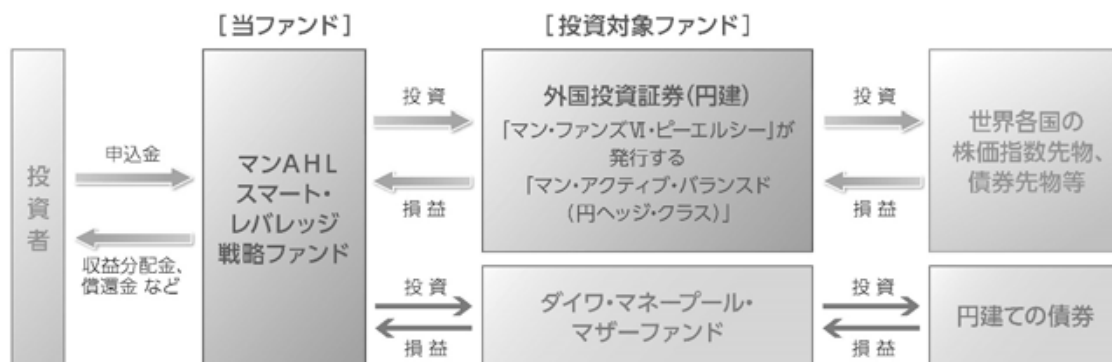 [当ファンド]
[投資対象ファンド]
投資者
申込金
収益分配金、
償還金 など
マンAHL
スマート・
レバレッジ
戦略ファンド
投資
損益
外国投資証券(円建)
「マン・ファンズⅥ・ピーエルシー」が
発行する
「マン・アクティブ・バランスド
(円ヘッジ・クラス)」
投資
損益
世界各国の
株価指数先物、
債券先物等
投資
損益
ダイワ・マネープール・
マザーファンド
投資
損益
円建ての債券